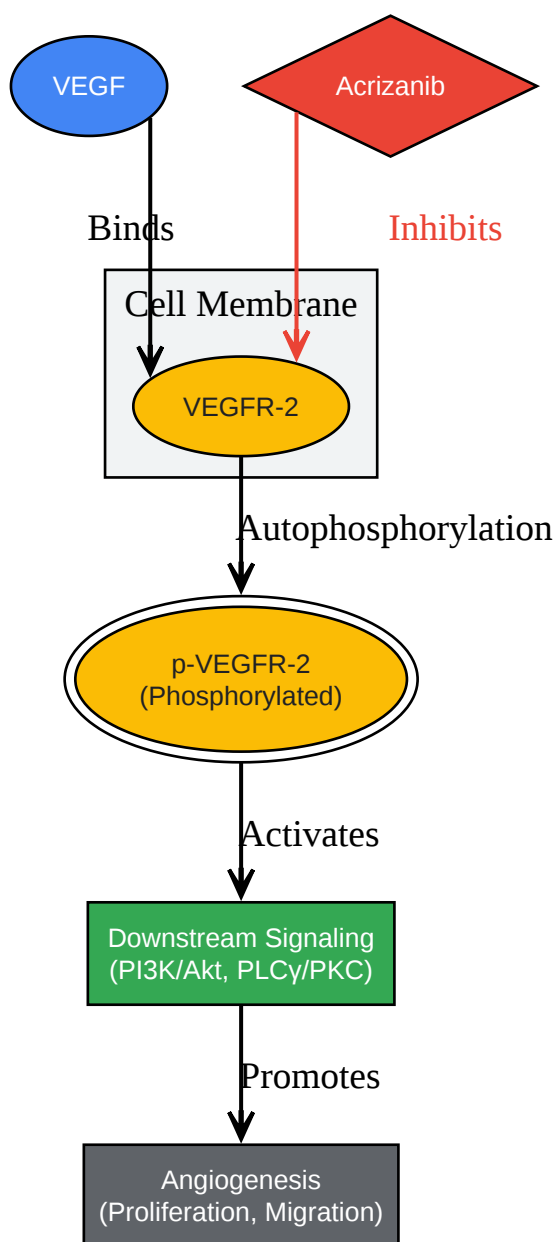 VEGF
Acrizanib
Binds
Inhibits
Cell Membrane
VEGFR-2
Autophosphorylation
p-VEGFR-2
(Phosphorylated)
Activates
Downstream Signaling
(PI3K/Akt, PLCγ/PKC)
Promotes
Angiogenesis
(Proliferation, Migration)